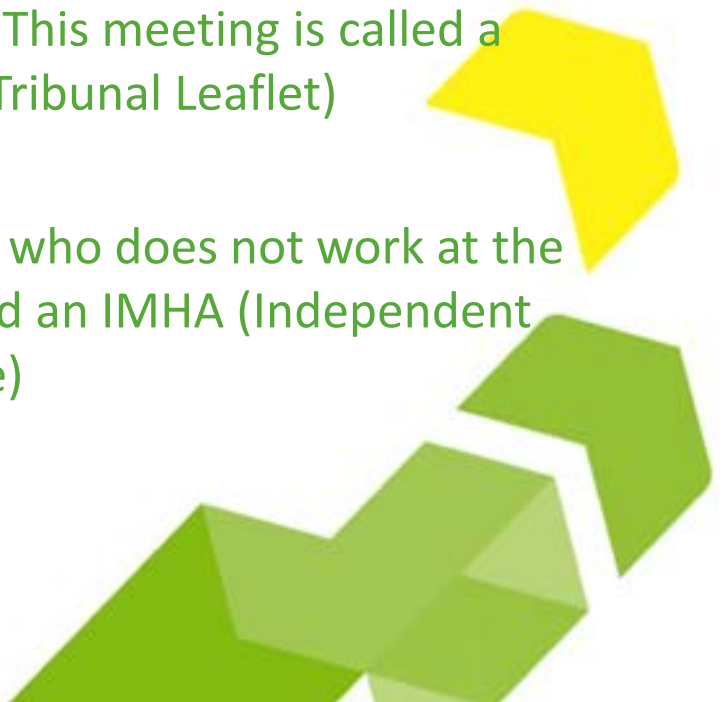 This meeting is called a
Tribunal Leaflet)
who does not work at the
d an IMHA (Independent
e)